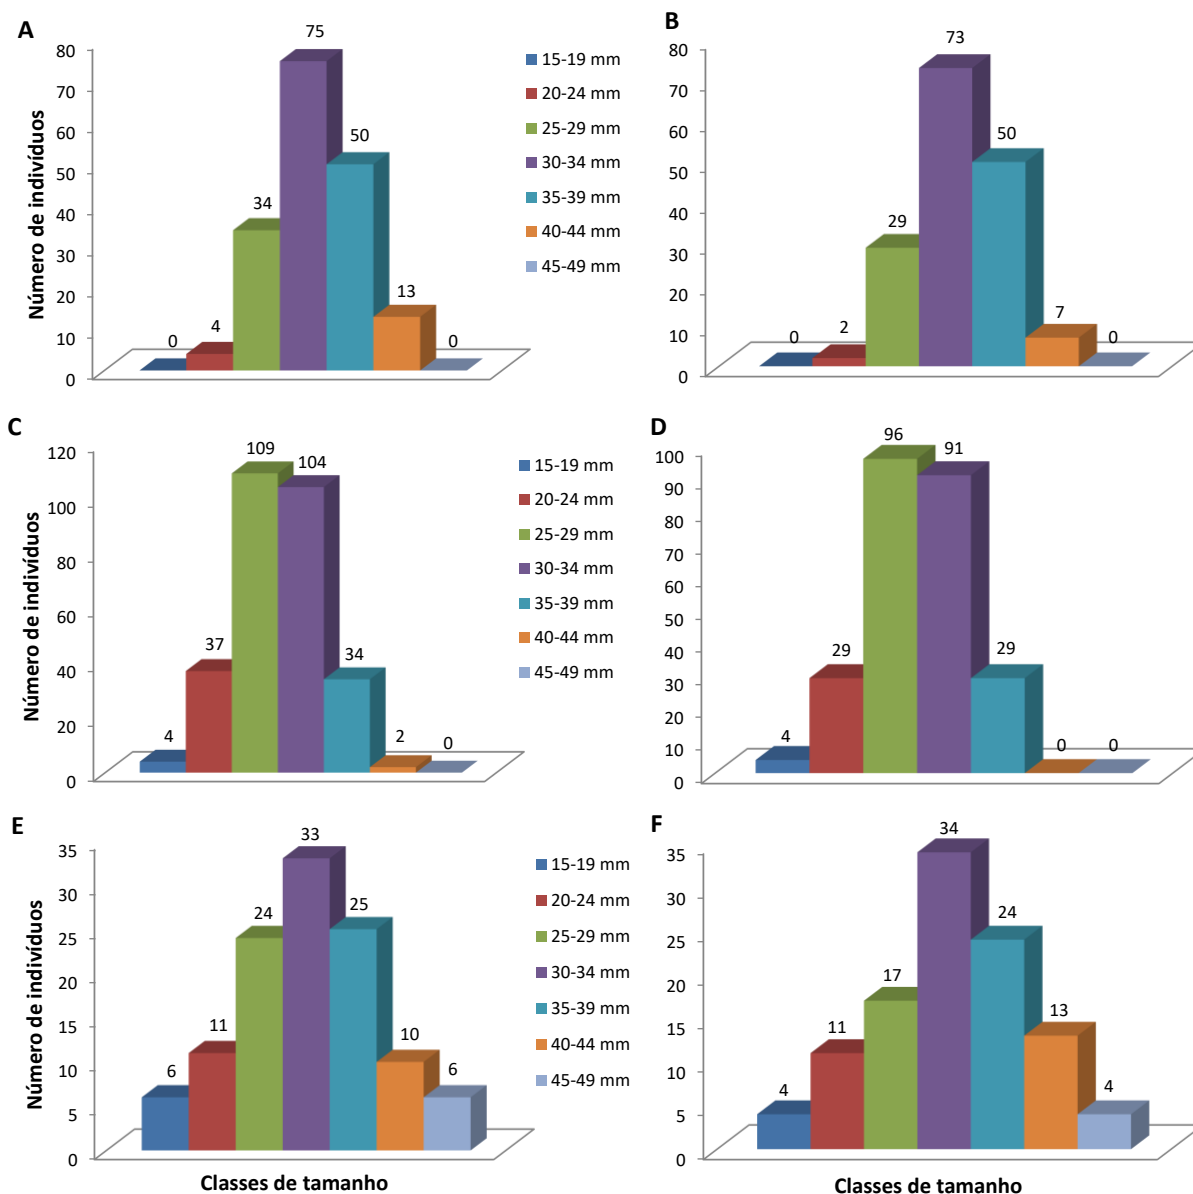 A
Número de indivíduos
80
70
60
50
40
30
20
10
0
0
4
34
75
50
13
0
15-19 mm
20-24 mm
25-29 mm
30-34 mm
35-39 mm
40-44 mm
45-49 mm
B
80
70
60
50
40
30
20
10
0
0
2
29
73
50
7
0
C
Número de indivíduos
120
100
80
60
40
20
0
4
37
109
104
34
2
0
15-19 mm
20-24 mm
25-29 mm
30-34 mm
35-39 mm
40-44 mm
45-49 mm
D
100
90
80
70
60
50
40
30
20
10
0
4
29
96
91
29
0
0
E
Número de indivíduos
35
30
25
20
15
10
5
0
6
11
24
33
25
10
6
15-19 mm
20-24 mm
25-29 mm
30-34 mm
35-39 mm
40-44 mm
45-49 mm
Classes de tamanho
F
35
30
25
20
15
10
5
0
4
11
17
34
24
13
4
Classes de tamanho